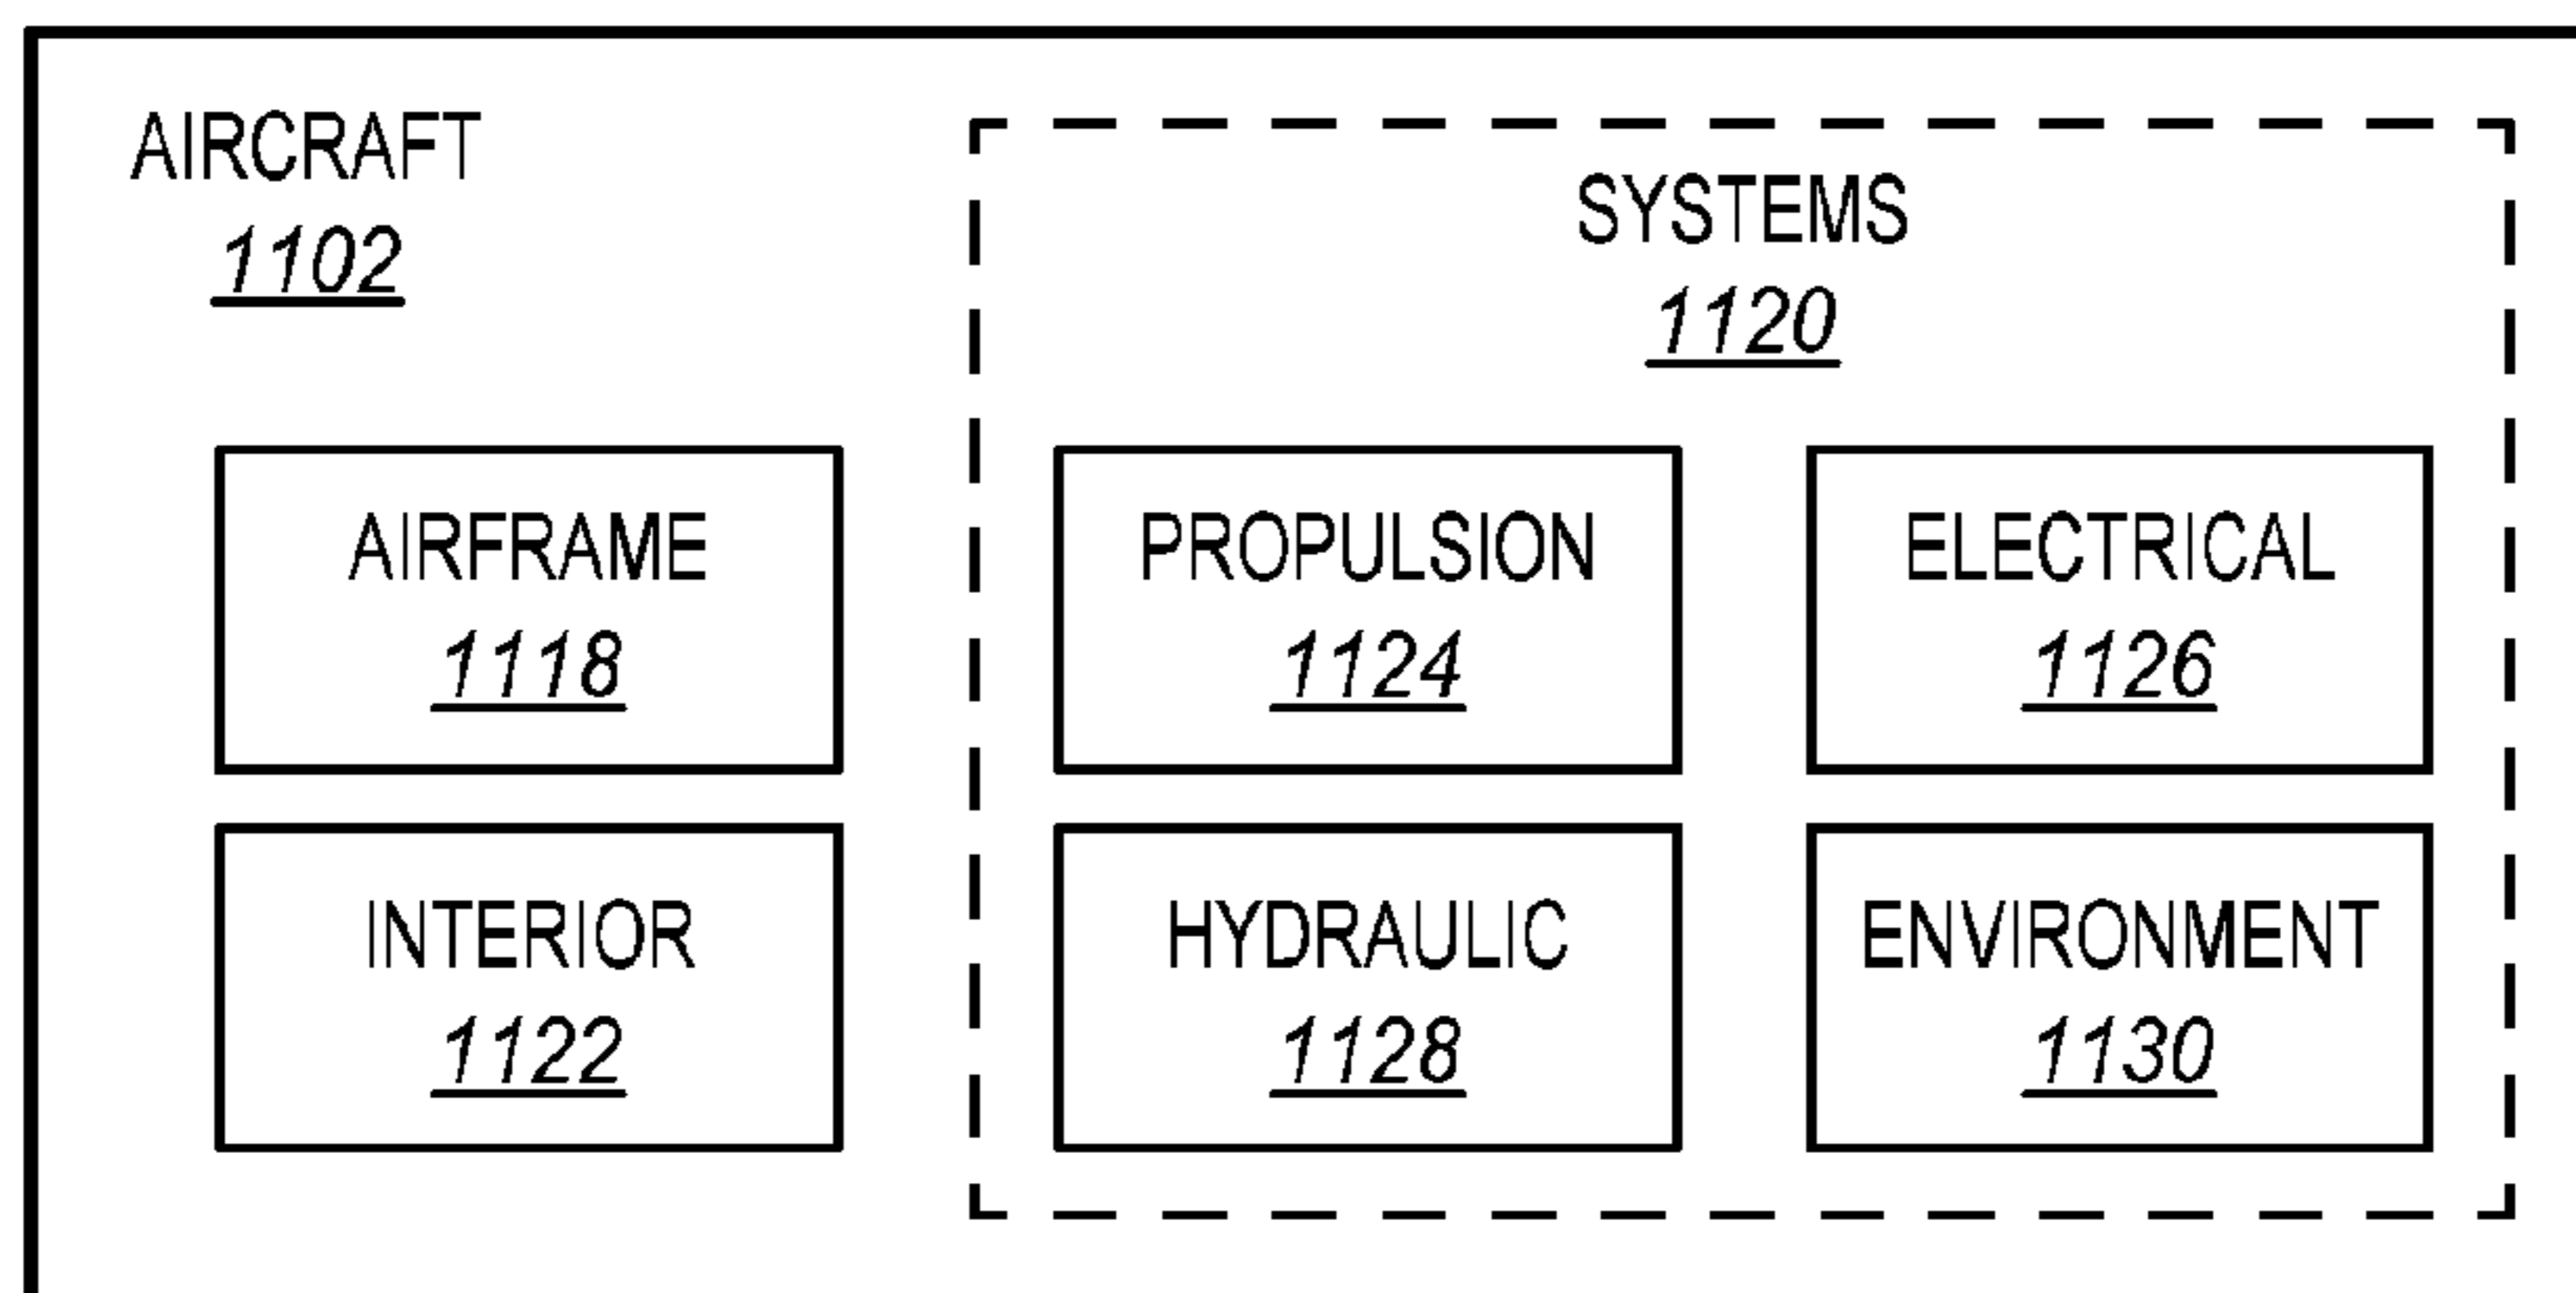 AIRCRAFT
1102
SYSTEMS
1120
AIRFRAME
1118
PROPULSION
1124
ELECTRICAL
1126
INTERIOR
1122
HYDRAULIC
1128
ENVIRONMENT
1130